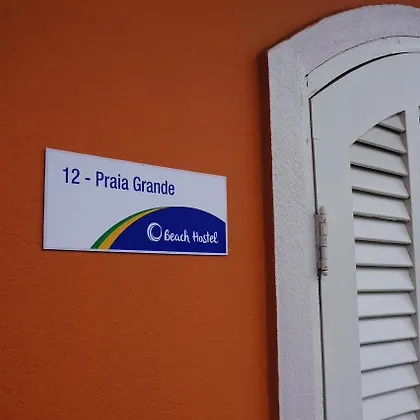 12 - Praia Grande
Beach Hostel